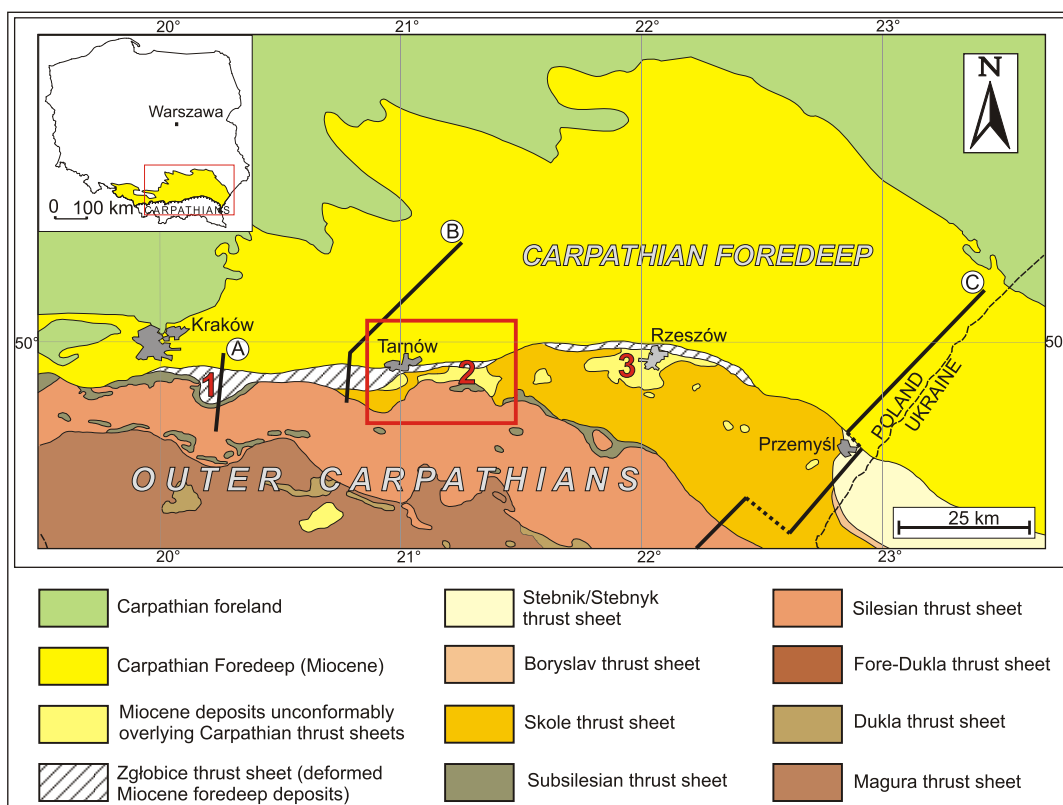 20°
21°
22°
23°
Warszawa
0 100 km
CARPATHIANS
N
B
CARPATHIAN FOREDEEP
C
Kraków
50°
A
Tarnów
Rzeszów
50
1
2
3
POLAND
UKRAINE
Przemyśl
OUTER CARPATHIANS
25 km
20°
21°
22°
23°
Carpathian foreland
Carpathian Foredeep (Miocene)
Miocene deposits unconformably
overlying Carpathian thrust sheets
Zgłobice thrust sheet (deformed
Miocene foredeep deposits)
Stebnik/Stebnyk
thrust sheet
Boryslav thrust sheet
Skole thrust sheet
Subsilesian thrust sheet
Silesian thrust sheet
Fore-Dukla thrust sheet
Dukla thrust sheet
Magura thrust sheet